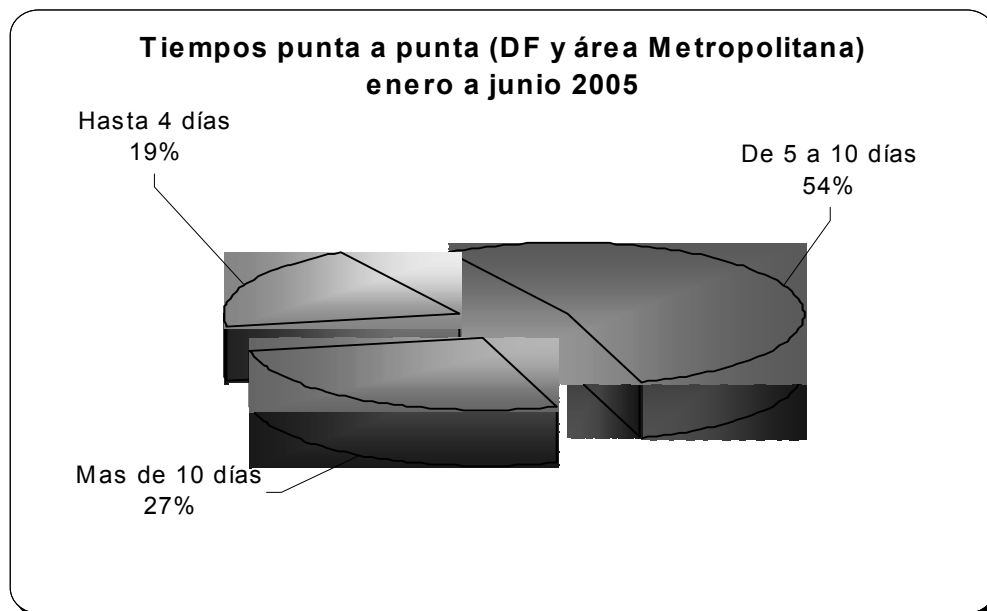 Tiempos punta a punta (DF y área Metropolitana)
enero a junio 2005
Hasta 4 días
19%
De 5 a 10 días
54%
Mas de 10 días
27%